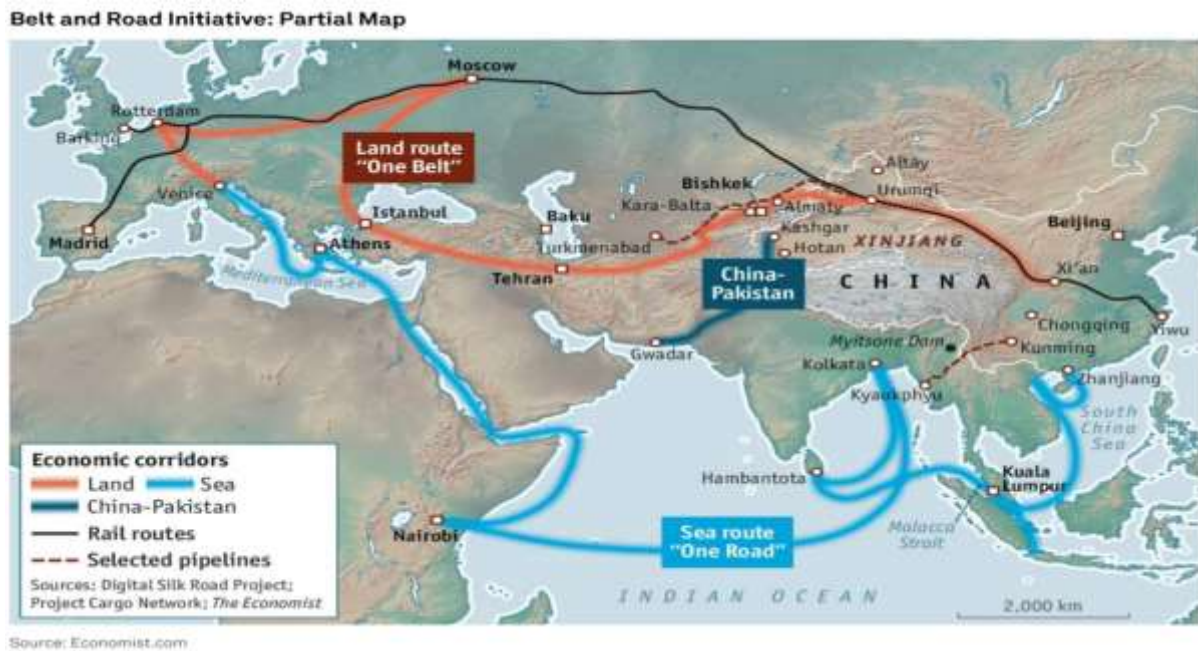 Belt and Road Initiative: Partial Map
Moscow
Rotterdam
Barking
Land route
"One Belt"
Altay
Venice
Bishkek
Urumqi
Kara-Balta
Almaty
Istanbul
Baku
Kashgar
Beijing
Madrid
Athens
Turkmenabad
Hotan
XINJIANG
Mediterranean Sea
Tehran
China-
Pakistan
CHINA
Xi'an
Chongqing
Yiwu
Gwadar
Myitsone Dam
Kunming
Kolkata
Zhanjiang
Kyaukphyu
South
China
Sea
Economic corridors
Land Sea
China-Pakistan
Rail routes
Selected pipelines
Sources: Digital Silk Road Project;
Project Cargo Network; The Economist
Hambantota
Kuala
Lumpur
Nairobi
Sea route
"One Road"
Malacca
Strait
INDIAN OCEAN
2,000 km
Source: Economist.com